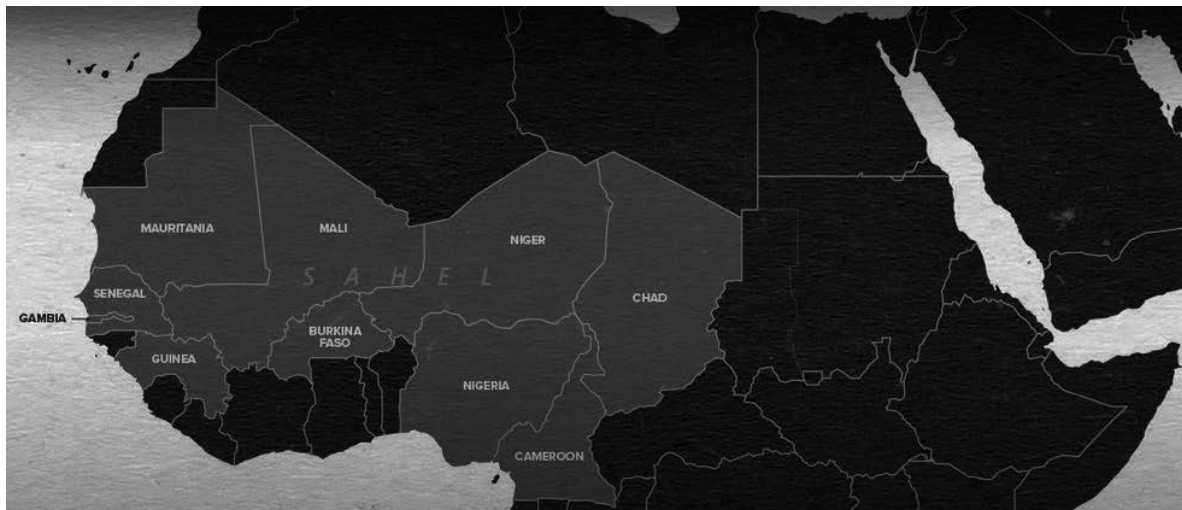 MAURITANIA
MALI
NIGER
SAHEL
SENEGAL
CHAD
GAMBIA
BURKINA
FASO
GUINEA
NIGERIA
CAMEROON